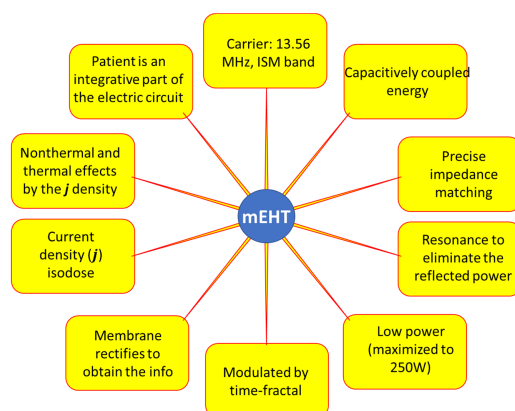 Carrier: 13.56
MHz, ISM band
Patient is an
integrative part of
the electric circuit
Capacitively coupled
energy
Nonthermal and
thermal effects
by the j density
Precise
impedance
matching
mEHT
Current
density (j)
isodose
Resonance to
eliminate the
reflected power
Membrane
rectifies to
obtain the info
Low power
(maximized to
250W)
Modulated by
time-fractal